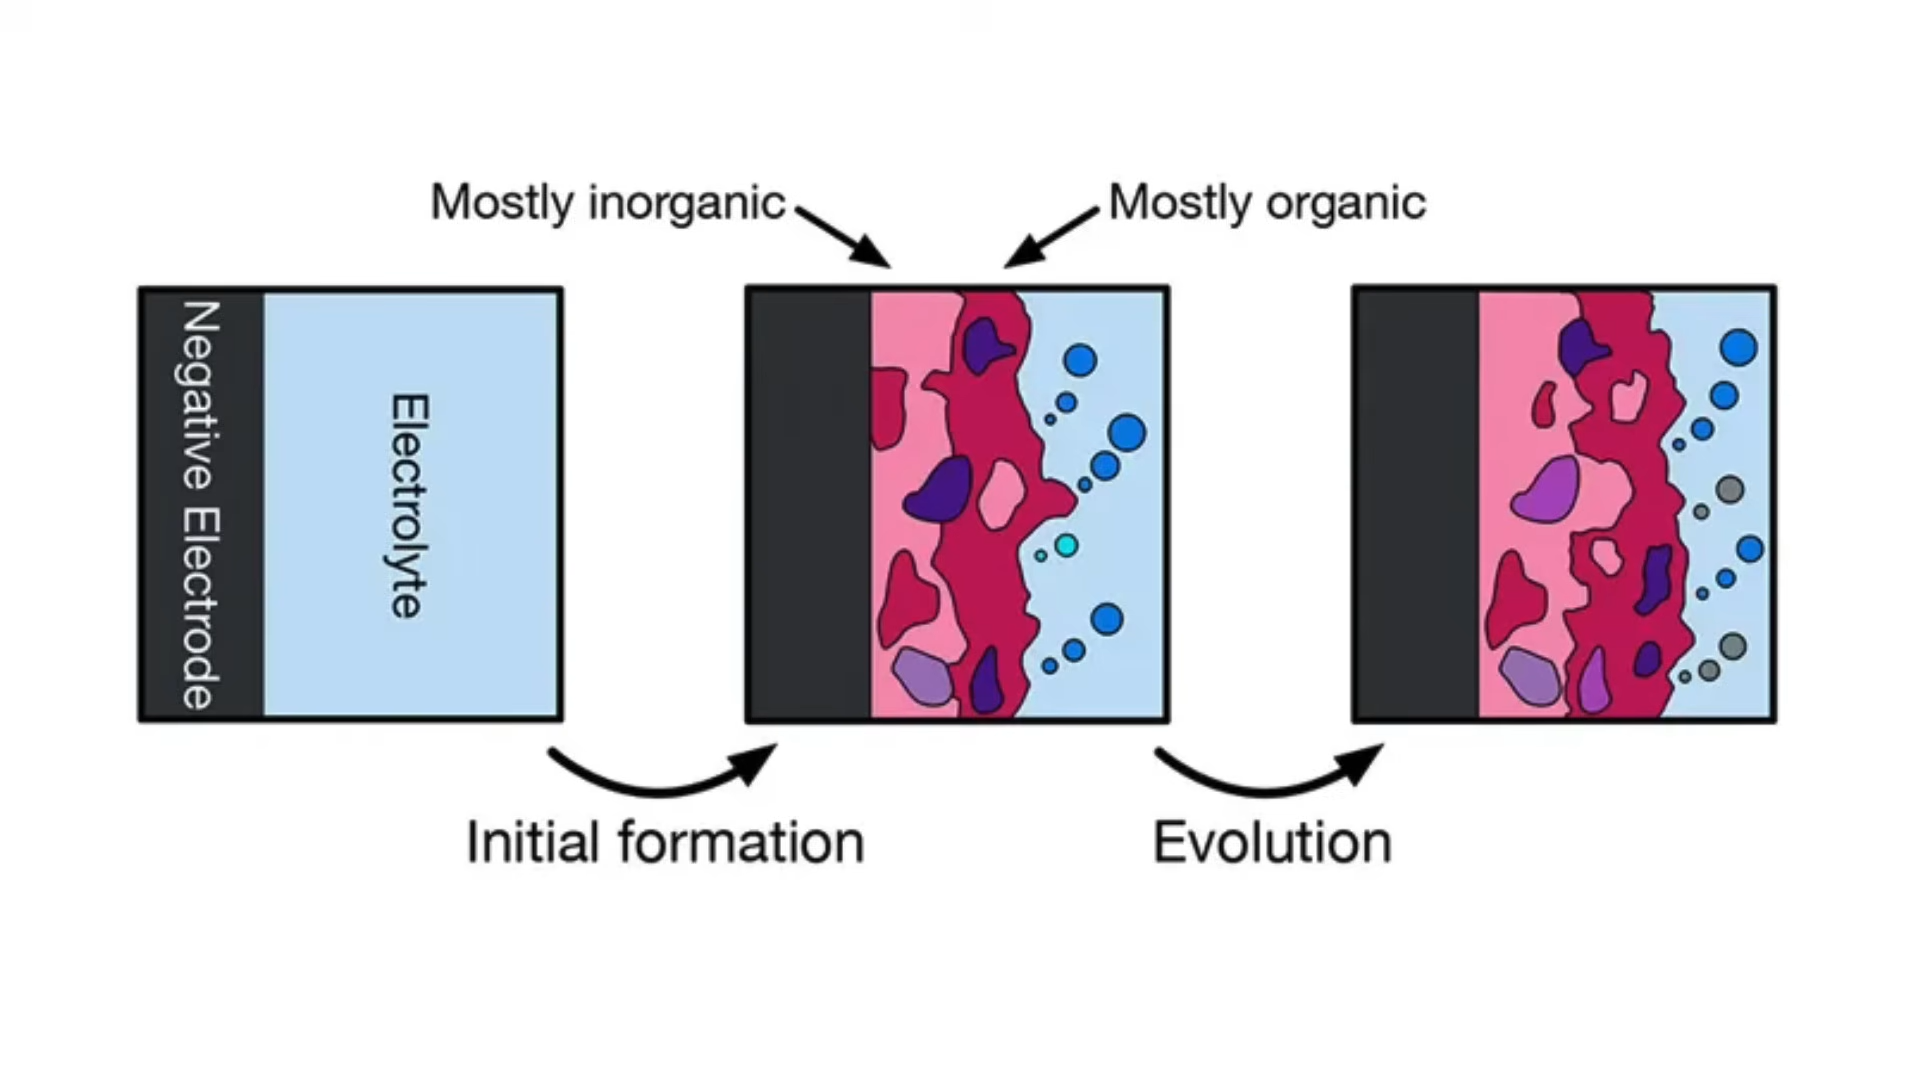 Mostly inorganic
Mostly organic
Negative Electrode
Electrolyte
Initial formation
Evolution